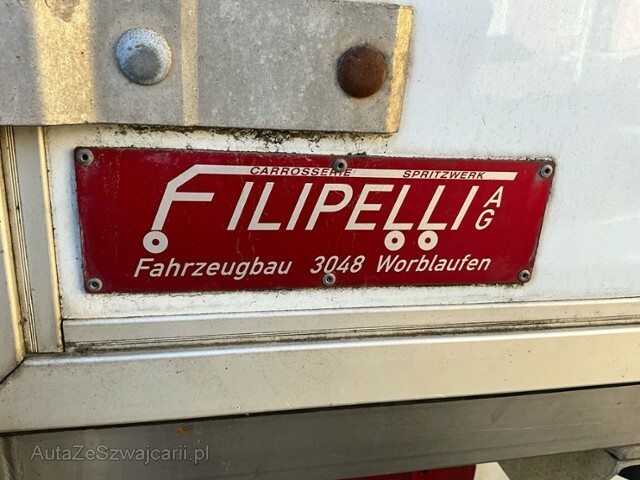 CARROSSERIE SPRITZWERK
FILIPELLI AG
Fahrzeugbau 3048 Worblaufen
AutaZeSzwajcarii.pl